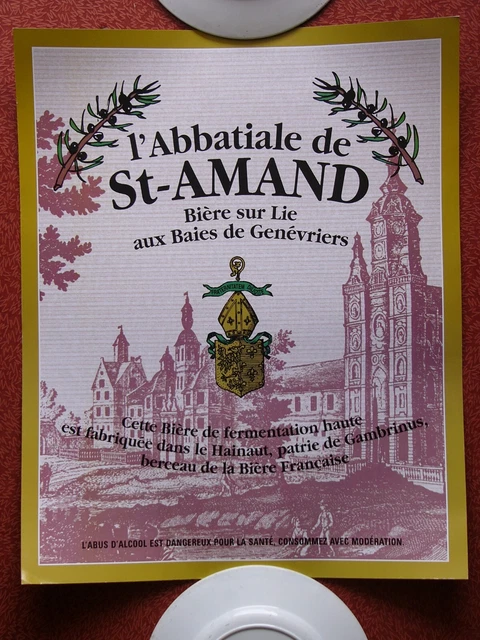 l'Abbatiale de
St-AMAND
Bière sur Lie
aux Baies de Genévriers
Cette Bière de fermentation haute
est fabriquée dans le Hainaut, patrie de Gambrinus,
berceau de la Bière Française
L'ABUS D'ALCOOL EST DANGEREUX POUR LA SANTÉ, CONSOMMEZ AVEC MODÉRATION.